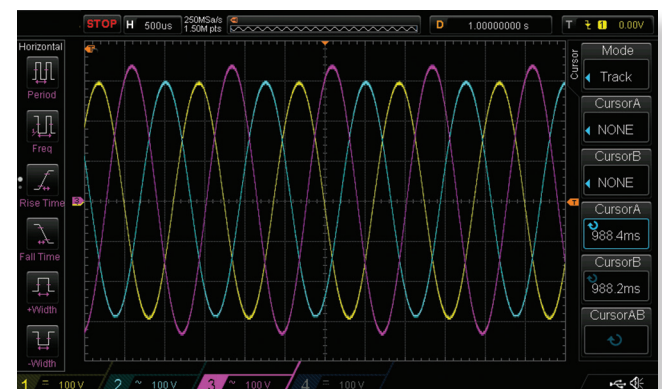 STOP H 500us 250MSa/s 1.50M pts D 1.00000000 s T 1 0.00V
Horizontal
Period
Freq
Rise Time
Fall Time
+Width
-Width
Cursor
Mode
Track
CursorA
NONE
CursorB
NONE
CursorA
988.4ms
CursorB
988.2ms
CursorAB
T
1 = 100 V 2 ~ 100 V 3 ~ 100 V 4 = 100 V